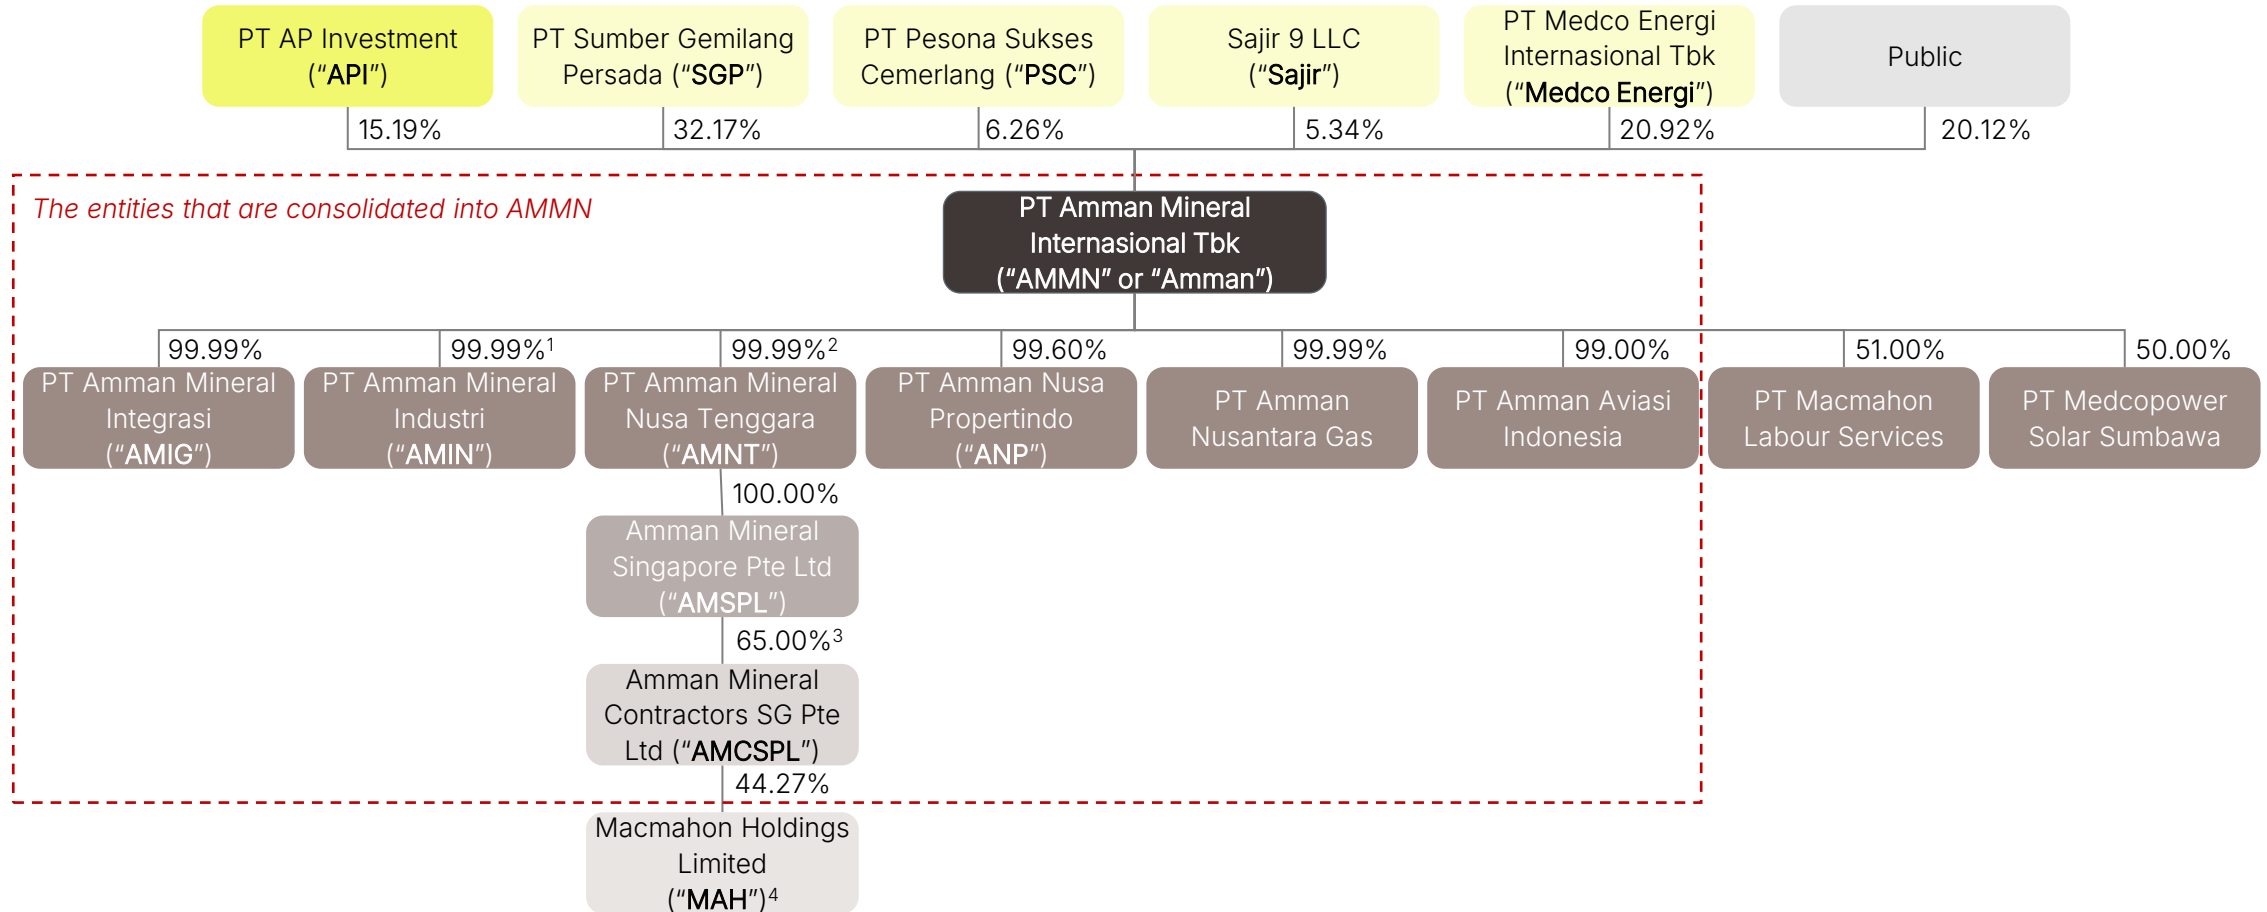 PT AP Investment
(“API”)
PT Sumber Gemilang
Persada (“SGP”)
PT Pesona Sukses
Cemerlang (“PSC”)
Sajir 9 LLC
(“Sajir”)
PT Medco Energi
Internasional Tbk
(“Medco Energi”)
Public
15.19%
32.17%
6.26%
5.34%
20.92%
20.12%
The entities that are consolidated into AMMN
PT Amman Mineral
Internasional Tbk
(“AMMN” or “Amman”)
99.99%
99.99%¹
99.99%²
99.60%
99.99%
99.00%
51.00%
50.00%
PT Amman Mineral
Integrasi
(“AMIG”)
PT Amman Mineral
Industri
(“AMIN”)
PT Amman Mineral
Nusa Tenggara
(“AMNT”)
PT Amman Nusa
Propertindo
(“ANP”)
PT Amman
Nusantara Gas
PT Amman Aviasi
Indonesia
PT Macmahon
Labour Services
PT Medcopower
Solar Sumbawa
100.00%
Amman Mineral
Singapore Pte Ltd
(“AMSPL”)
65.00%³
Amman Mineral
Contractors SG Pte
Ltd (“AMCSPL”)
44.27%
Macmahon Holdings
Limited
(“MAH”)⁴